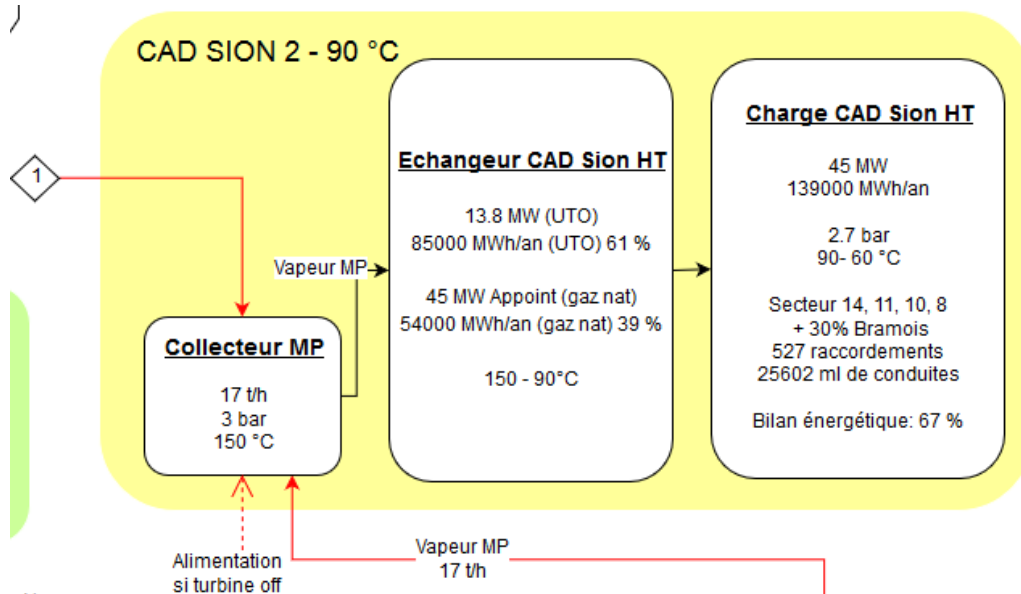 CAD SION 2 - 90 °C
1
Collecteur MP
17 t/h
3 bar
150 °C
Vapeur MP
Echangeur CAD Sion HT
13.8 MW (UTO)
85000 MWh/an (UTO) 61 %
45 MW Appoint (gaz nat)
54000 MWh/an (gaz nat) 39 %
150 - 90°C
Charge CAD Sion HT
45 MW
139000 MWh/an
2.7 bar
90- 60 °C
Secteur 14, 11, 10, 8
+ 30% Bramois
527 raccordements
25602 ml de conduites
Bilan énergétique: 67 %
Alimentation
si turbine off
Vapeur MP
17 t/h